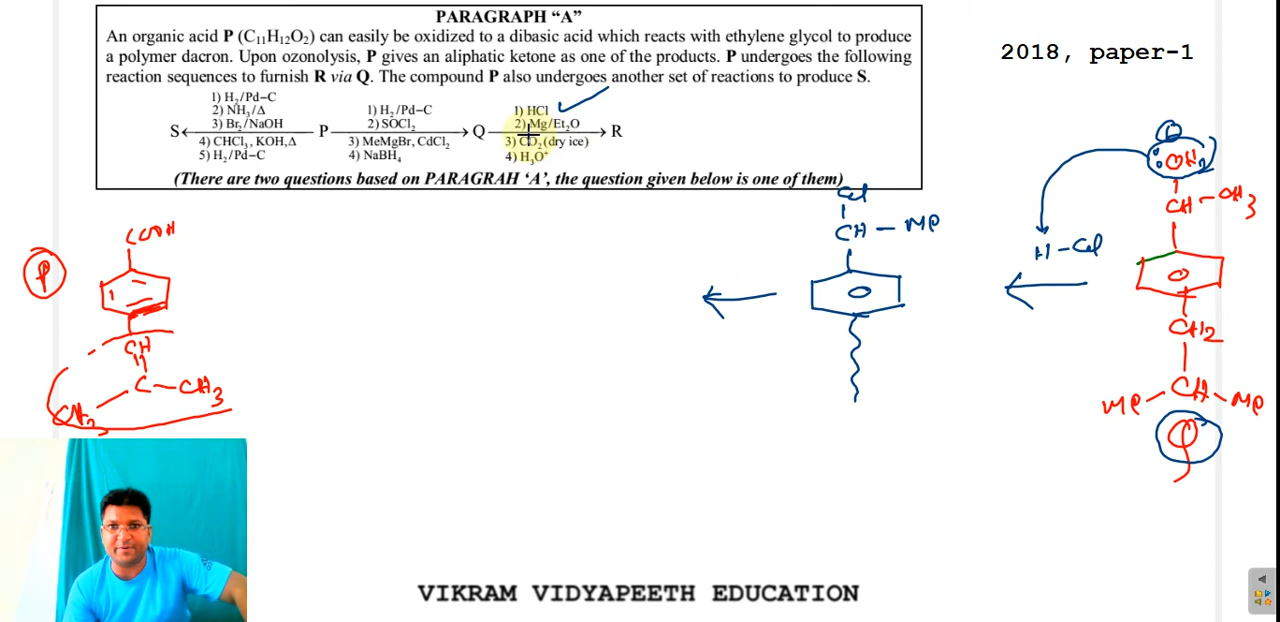 PARAGRAPH “A”
2018, paper-1
An organic acid P (C₁₁H₁₂O₂) can easily be oxidized to a dibasic acid which reacts with ethylene glycol to produce
a polymer dacron. Upon ozonolysis, P gives an aliphatic ketone as one of the products. P undergoes the following
reaction sequences to furnish R via Q. The compound P also undergoes another set of reactions to produce S.
1) H₂/Pd–C
2) NH₃/Δ
3) Br₂/NaOH
4) CHCl₃, KOH,Δ
5) H₂/Pd–C
S
P
1) H₂/Pd–C
2) SOCl₂
3) MeMgBr, CdCl₂
4) NaBH₄
Q
1) HCl
2) Mg/Et₂O
3) CO₂ (dry ice)
4) H₃O⁺
R
(There are two questions based on PARAGRAH ‘A’, the question given below is one of them)
P
COOH
CH
C–CH3
CH3
Cl
CH–Me
OH2
CH–CH3
H–Cl
CH2
Me–CH–Me
Q
VIKRAM VIDYAPEETH EDUCATION